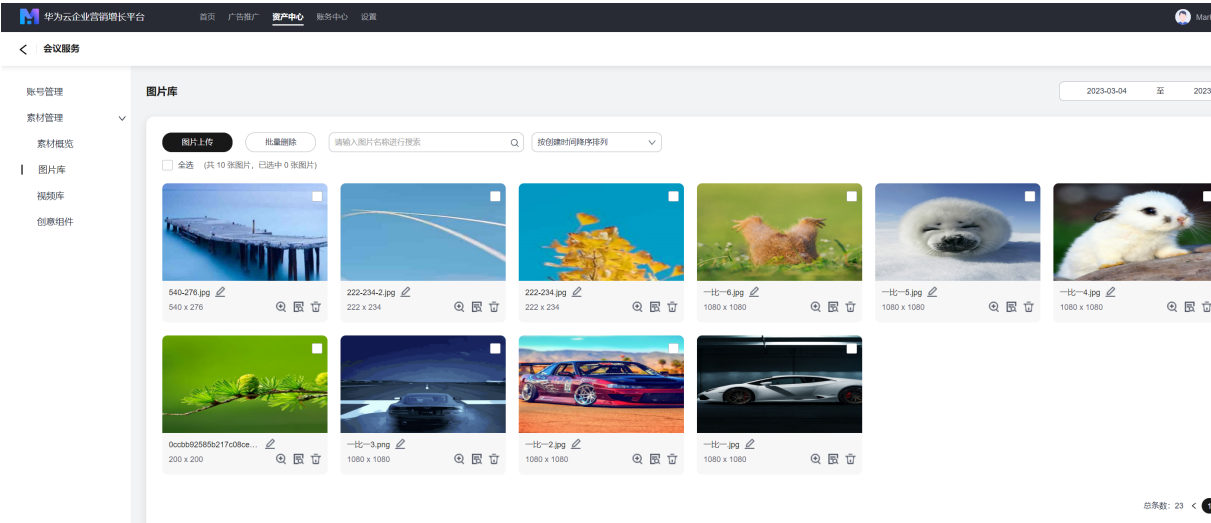 华为云企业营销增长平台 首页 广告推广 资产中心 账务中心 设置
会议服务
账号管理
素材管理
素材概览
图片库
视频库
创意组件
图片库 2023-03-04 至 2023
图片上传 批量删除 请输入图片名称进行搜索 按创建时间降序排列
全选 (共 10 张图片，已选中 0 张图片)
540-276.jpg 222-234-2.jpg 222-234.jpg 一比一6.jpg 一比一5.jpg 一比一4.jpg
540 x 276 222 x 234 222 x 234 1080 x 1080 1080 x 1080 1080 x 1080
0ccbb92585b217c08ce... 一比一3.png 一比一2.jpg 一比一.jpg
200 x 200 1080 x 1080 1080 x 1080 1080 x 1080
总条数：23